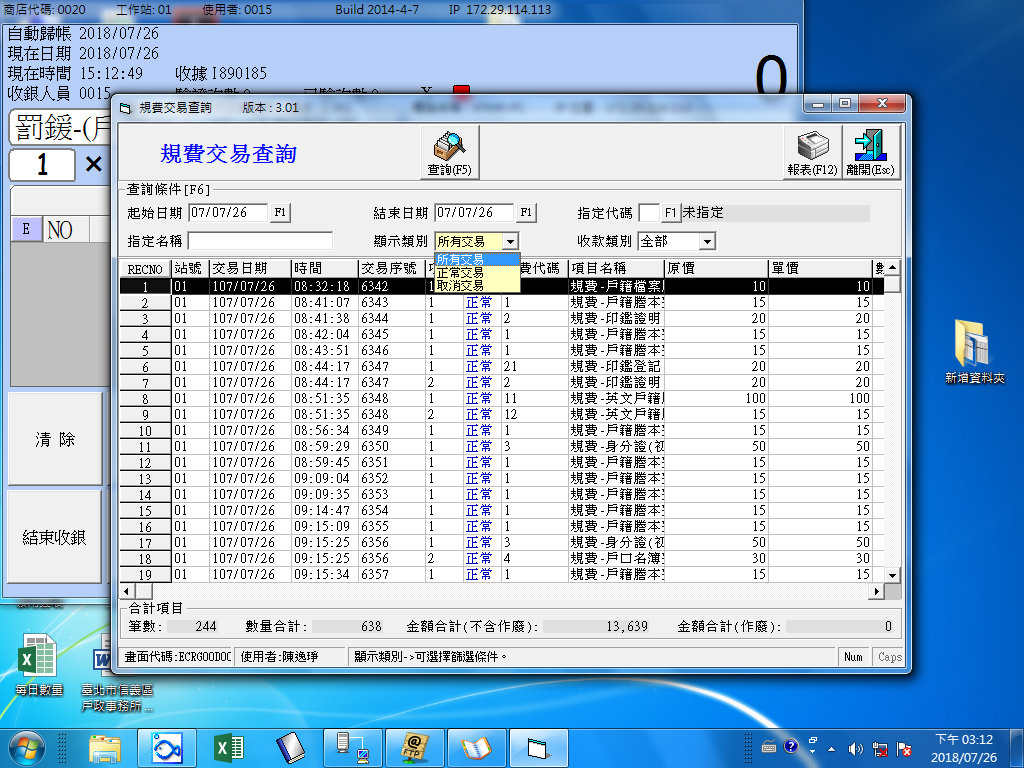 商店代碼: 0020 工作站: 01 使用者: 0015 Build 2014-4-7 IP 172.29.114.113
自動歸帳 2018/07/26
現在日期 2018/07/26
現在時間 15:12:49 收據 I890185
收銀人員 0015
0
罰鍰-(戶
1 ×
E NO
清 除
結束收銀
規費交易查詢 版本 : 3.01
規費交易查詢
查詢(F5)
報表(F12)
離開(Esc)
查詢條件[F6]
起始日期 07/07/26 F1 結束日期 07/07/26 F1 指定代碼 F1 未指定
指定名稱 顯示類別 所有交易 收款類別 全部
所有交易
正常交易
取消交易
RECNO 站號 交易日期 時間 交易序號 費代碼 項目名稱 原價 單價
1 01 107/07/26 08:32:18 6342 1 規費-戶籍檔案 10 10
2 01 107/07/26 08:41:07 6343 1 正常 1 規費-戶籍謄本 15 15
3 01 107/07/26 08:41:38 6344 1 正常 2 規費-印鑑證明 20 20
4 01 107/07/26 08:42:04 6345 1 正常 1 規費-戶籍謄本 15 15
5 01 107/07/26 08:43:51 6346 1 正常 1 規費-戶籍謄本 15 15
6 01 107/07/26 08:44:17 6347 1 正常 21 規費-印鑑登記 20 20
7 01 107/07/26 08:44:17 6347 2 正常 2 規費-印鑑證明 20 20
8 01 107/07/26 08:51:35 6348 1 正常 11 規費-英文戶籍 100 100
9 01 107/07/26 08:51:35 6348 2 正常 12 規費-英文戶籍 15 15
10 01 107/07/26 08:56:34 6349 1 正常 1 規費-戶籍謄本 15 15
11 01 107/07/26 08:59:29 6350 1 正常 3 規費-身分證(初 50 50
12 01 107/07/26 08:59:45 6351 1 正常 1 規費-戶籍謄本 15 15
13 01 107/07/26 09:09:04 6352 1 正常 1 規費-戶籍謄本 15 15
14 01 107/07/26 09:09:35 6353 1 正常 1 規費-戶籍謄本 15 15
15 01 107/07/26 09:14:47 6354 1 正常 1 規費-戶籍謄本 15 15
16 01 107/07/26 09:15:09 6355 1 正常 1 規費-戶籍謄本 15 15
17 01 107/07/26 09:15:25 6356 1 正常 3 規費-身分證(初 50 50
18 01 107/07/26 09:15:25 6356 2 正常 4 規費-戶口名簿 30 30
19 01 107/07/26 09:15:34 6357 1 正常 1 規費-戶籍謄本 15 15
合計項目
筆數: 244 數量合計: 638 金額合計(不含作廢): 13,639 金額合計(作廢): 0
畫面代碼:ECRG00D0 使用者:陳逸琤 顯示類別->可選擇篩選條件。 Num Caps
新增資料夾
每日數量
臺北市信義區
戶政事務所...
下午 03:12
2018/07/26